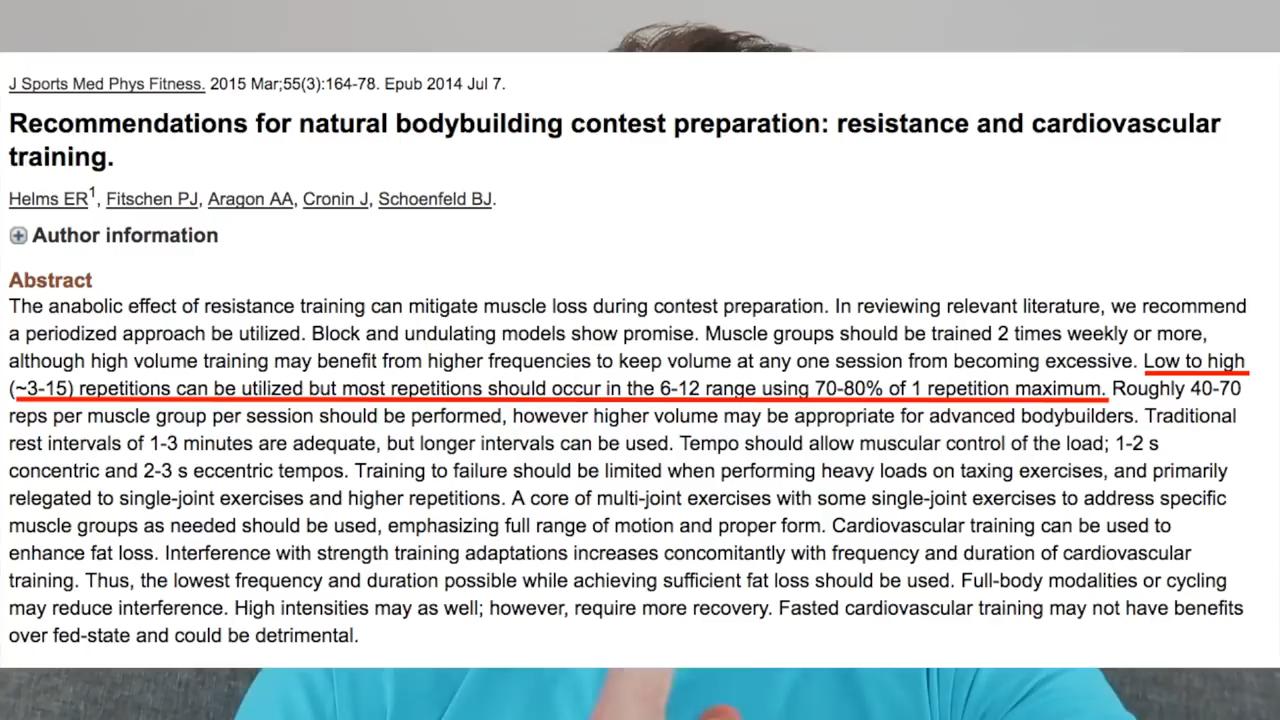 J Sports Med Phys Fitness. 2015 Mar;55(3):164-78. Epub 2014 Jul 7.
Recommendations for natural bodybuilding contest preparation: resistance and cardiovascular
training.
Helms ER1, Fitschen PJ, Aragon AA, Cronin J, Schoenfeld BJ.
Author information
Abstract
The anabolic effect of resistance training can mitigate muscle loss during contest preparation. In reviewing relevant literature, we recommend
a periodized approach be utilized. Block and undulating models show promise. Muscle groups should be trained 2 times weekly or more,
although high volume training may benefit from higher frequencies to keep volume at any one session from becoming excessive. Low to high
(~3-15) repetitions can be utilized but most repetitions should occur in the 6-12 range using 70-80% of 1 repetition maximum. Roughly 40-70
reps per muscle group per session should be performed, however higher volume may be appropriate for advanced bodybuilders. Traditional
rest intervals of 1-3 minutes are adequate, but longer intervals can be used. Tempo should allow muscular control of the load; 1-2 s
concentric and 2-3 s eccentric tempos. Training to failure should be limited when performing heavy loads on taxing exercises, and primarily
relegated to single-joint exercises and higher repetitions. A core of multi-joint exercises with some single-joint exercises to address specific
muscle groups as needed should be used, emphasizing full range of motion and proper form. Cardiovascular training can be used to
enhance fat loss. Interference with strength training adaptations increases concomitantly with frequency and duration of cardiovascular
training. Thus, the lowest frequency and duration possible while achieving sufficient fat loss should be used. Full-body modalities or cycling
may reduce interference. High intensities may as well; however, require more recovery. Fasted cardiovascular training may not have benefits
over fed-state and could be detrimental.